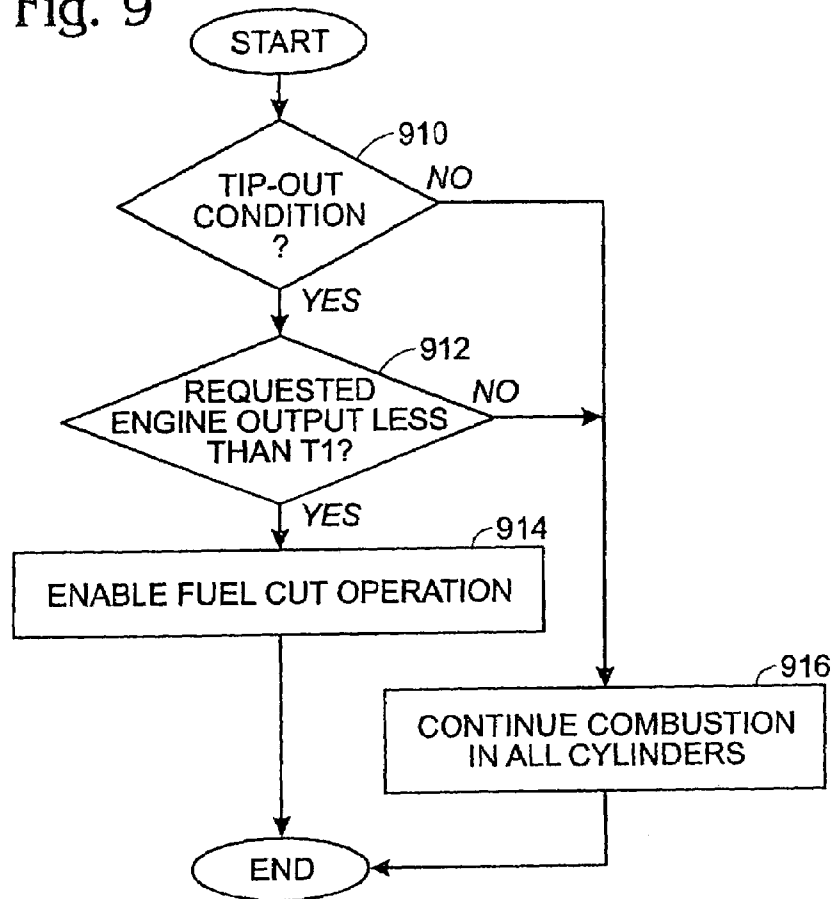 Fig. 9
START
910
TIP-OUT
CONDITION
?
NO
YES
912
REQUESTED
ENGINE OUTPUT LESS
THAN T1?
NO
YES
914
ENABLE FUEL CUT OPERATION
916
CONTINUE COMBUSTION
IN ALL CYLINDERS
END